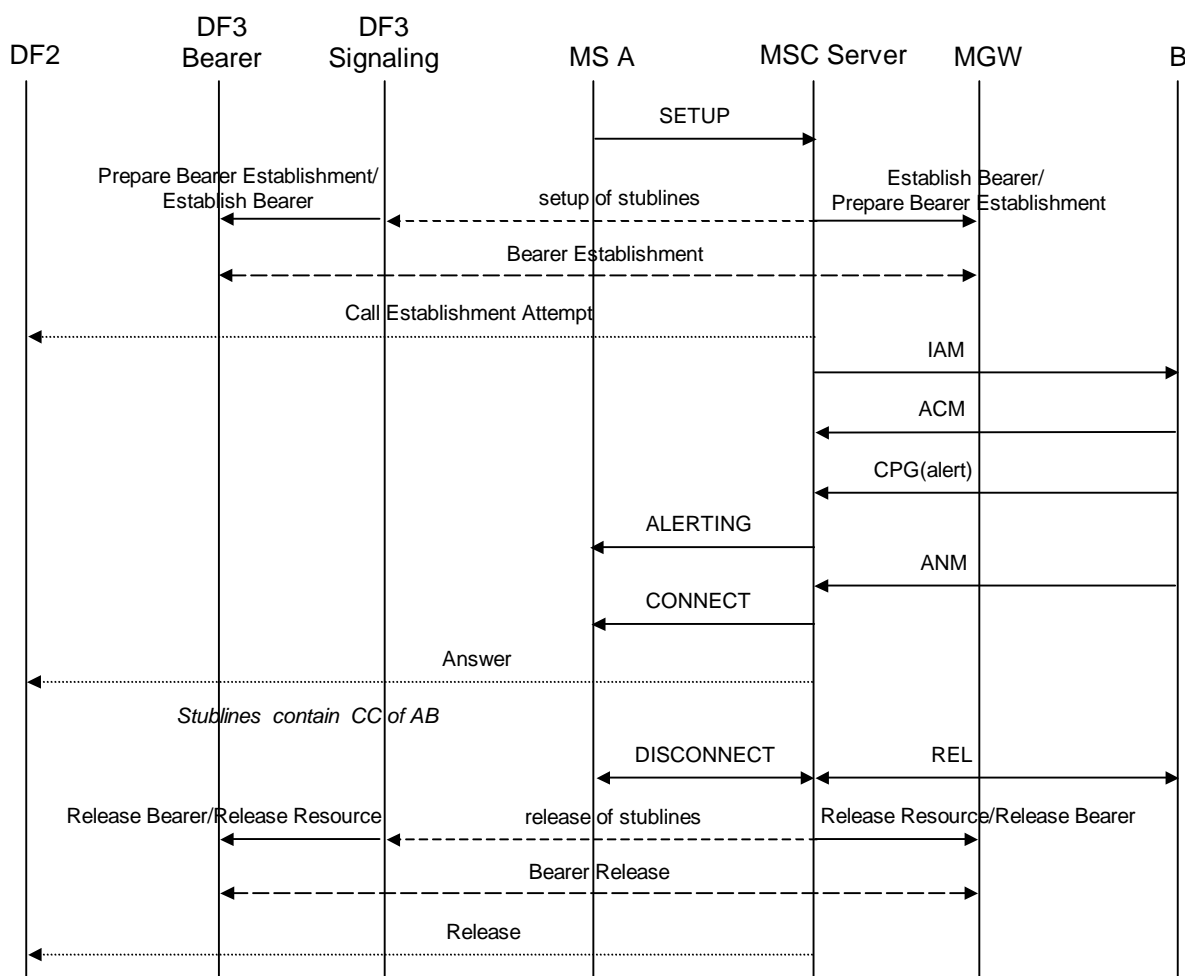 DF2
DF3
Bearer
DF3
Signaling
MS A
MSC Server
MGW
B
SETUP
Prepare Bearer Establishment/
Establish Bearer
setup of stublines
Establish Bearer/
Prepare Bearer Establishment
Bearer Establishment
Call Establishment Attempt
IAM
ACM
CPG(alert)
ALERTING
ANM
CONNECT
Answer
Stublines contain CC of AB
DISCONNECT
REL
Release Bearer/Release Resource
release of stublines
Release Resource/Release Bearer
Bearer Release
Release